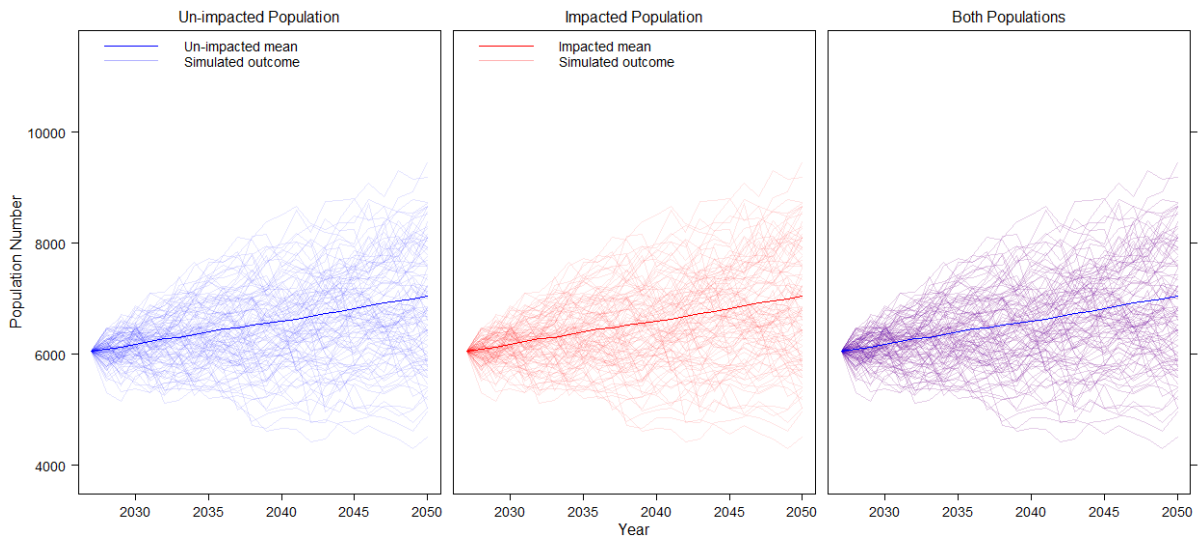 Un-impacted Population
Impacted Population
Both Populations
Un-impacted mean
Simulated outcome
Impacted mean
Simulated outcome
Population Number
10000
8000
6000
4000
2030 2035 2040 2045 2050
2030 2035 2040 2045 2050
2030 2035 2040 2045 2050
Year